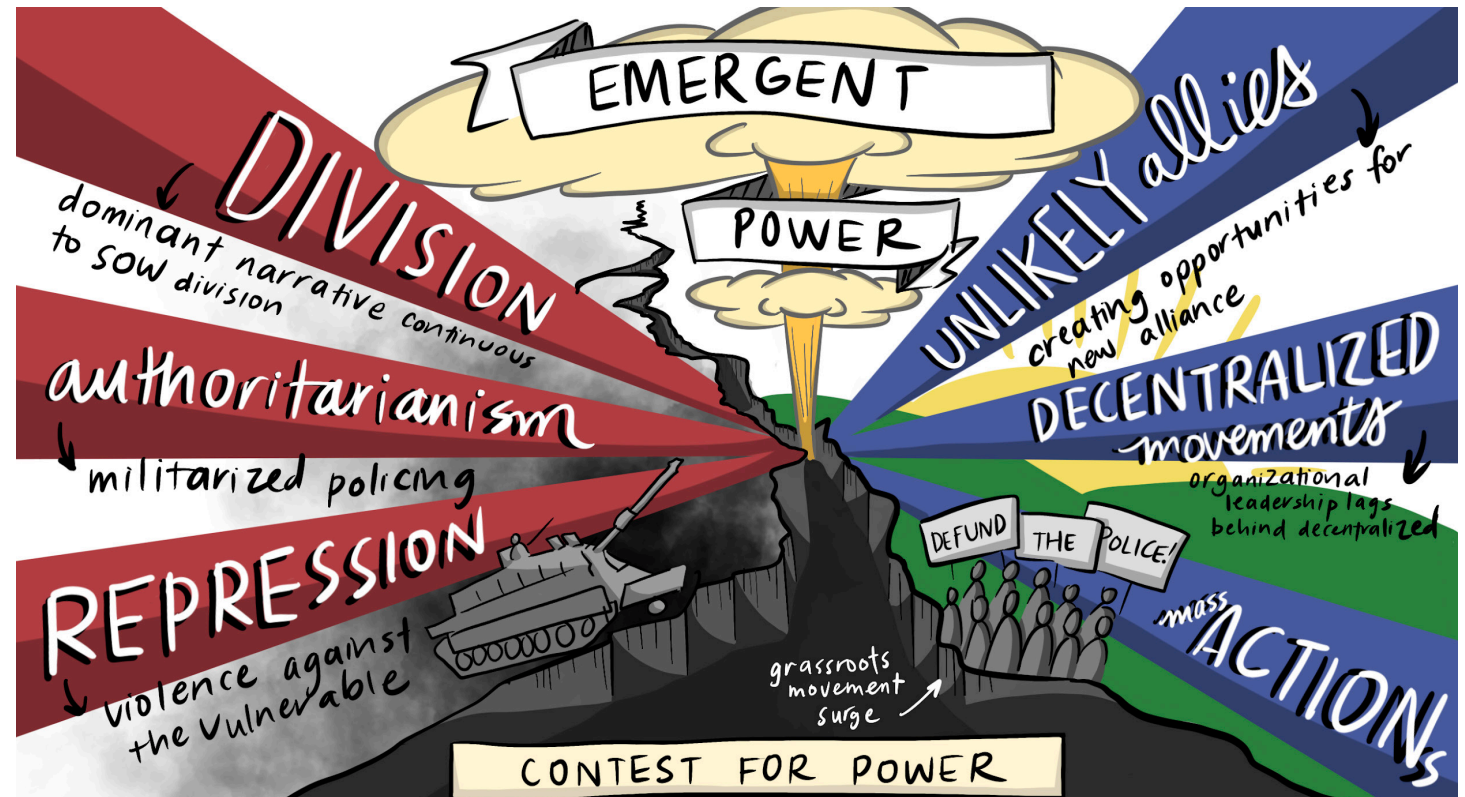 EMERGENT
POWER
DIVISION
dominant narrative continuous
to sow division
authoritarianism
militarized policing
REPRESSION
violence against
the vulnerable
UNLIKELY allies
creating opportunities for
new alliance
DECENTRALIZED
movements
organizational
leadership lags
behind decentralized
DEFUND
THE
POLICE!
mass
ACTIONS
grassroots
movement
surge
CONTEST FOR POWER